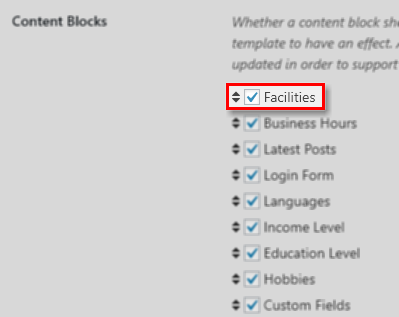 Content Blocks
Whether a content block she
template to have an effect. A
updated in order to support
Facilities
Business Hours
Latest Posts
Login Form
Languages
Income Level
Education Level
Hobbies
Custom Fields